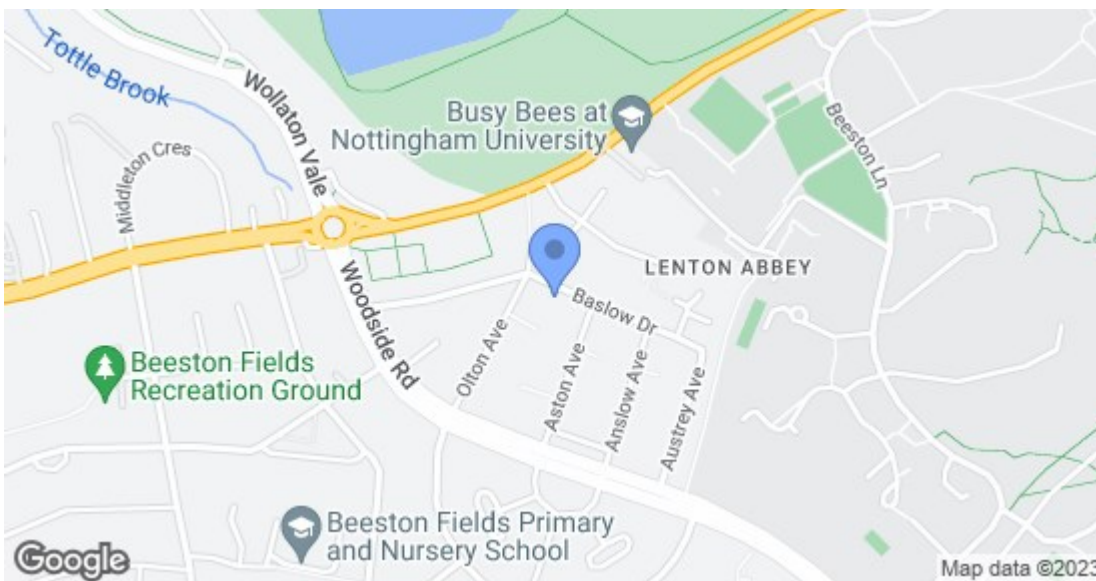 Tottle Brook
Wollaton Vale
Middleton Cres
Busy Bees at
Nottingham University
Beeston Ln
LENTON ABBEY
Baslow Dr
Woodside Rd
Olton Ave
Aston Ave
Anslow Ave
Austrey Ave
Beeston Fields
Recreation Ground
Beeston Fields Primary
and Nursery School
Google
Map data ©2023